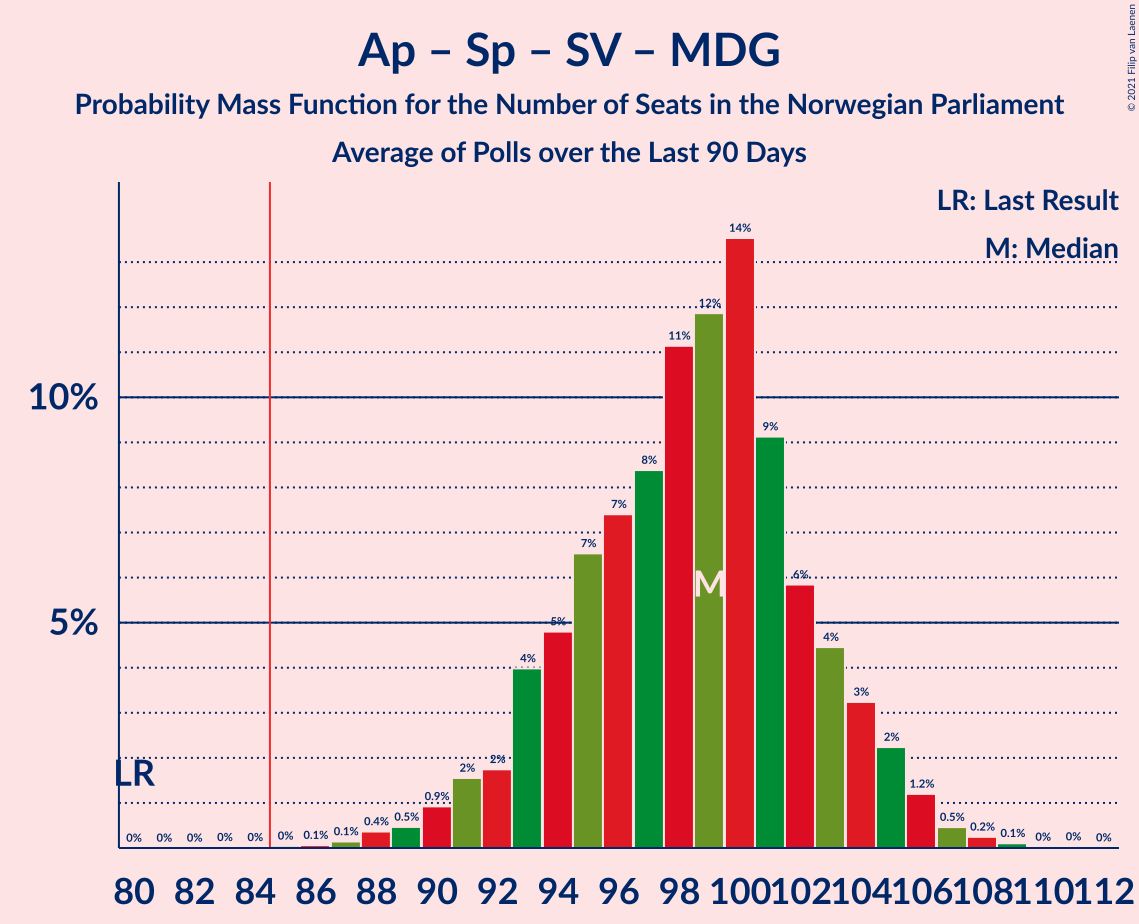 Ap – Sp – SV – MDG
Probability Mass Function for the Number of Seats in the Norwegian Parliament
Average of Polls over the Last 90 Days
© 2021 Filip van Laenen
LR: Last Result
M: Median
10%
5%
LR
M
0% 0% 0% 0% 0% 0% 0.1% 0.1% 0.4% 0.5% 0.9% 2% 2% 4% 5% 7% 7% 8% 11% 12% 14% 9% 6% 4% 3% 2% 1.2% 0.5% 0.2% 0.1% 0% 0% 0%
80 82 84 86 88 90 92 94 96 98 100 102 104 106 108 110 112